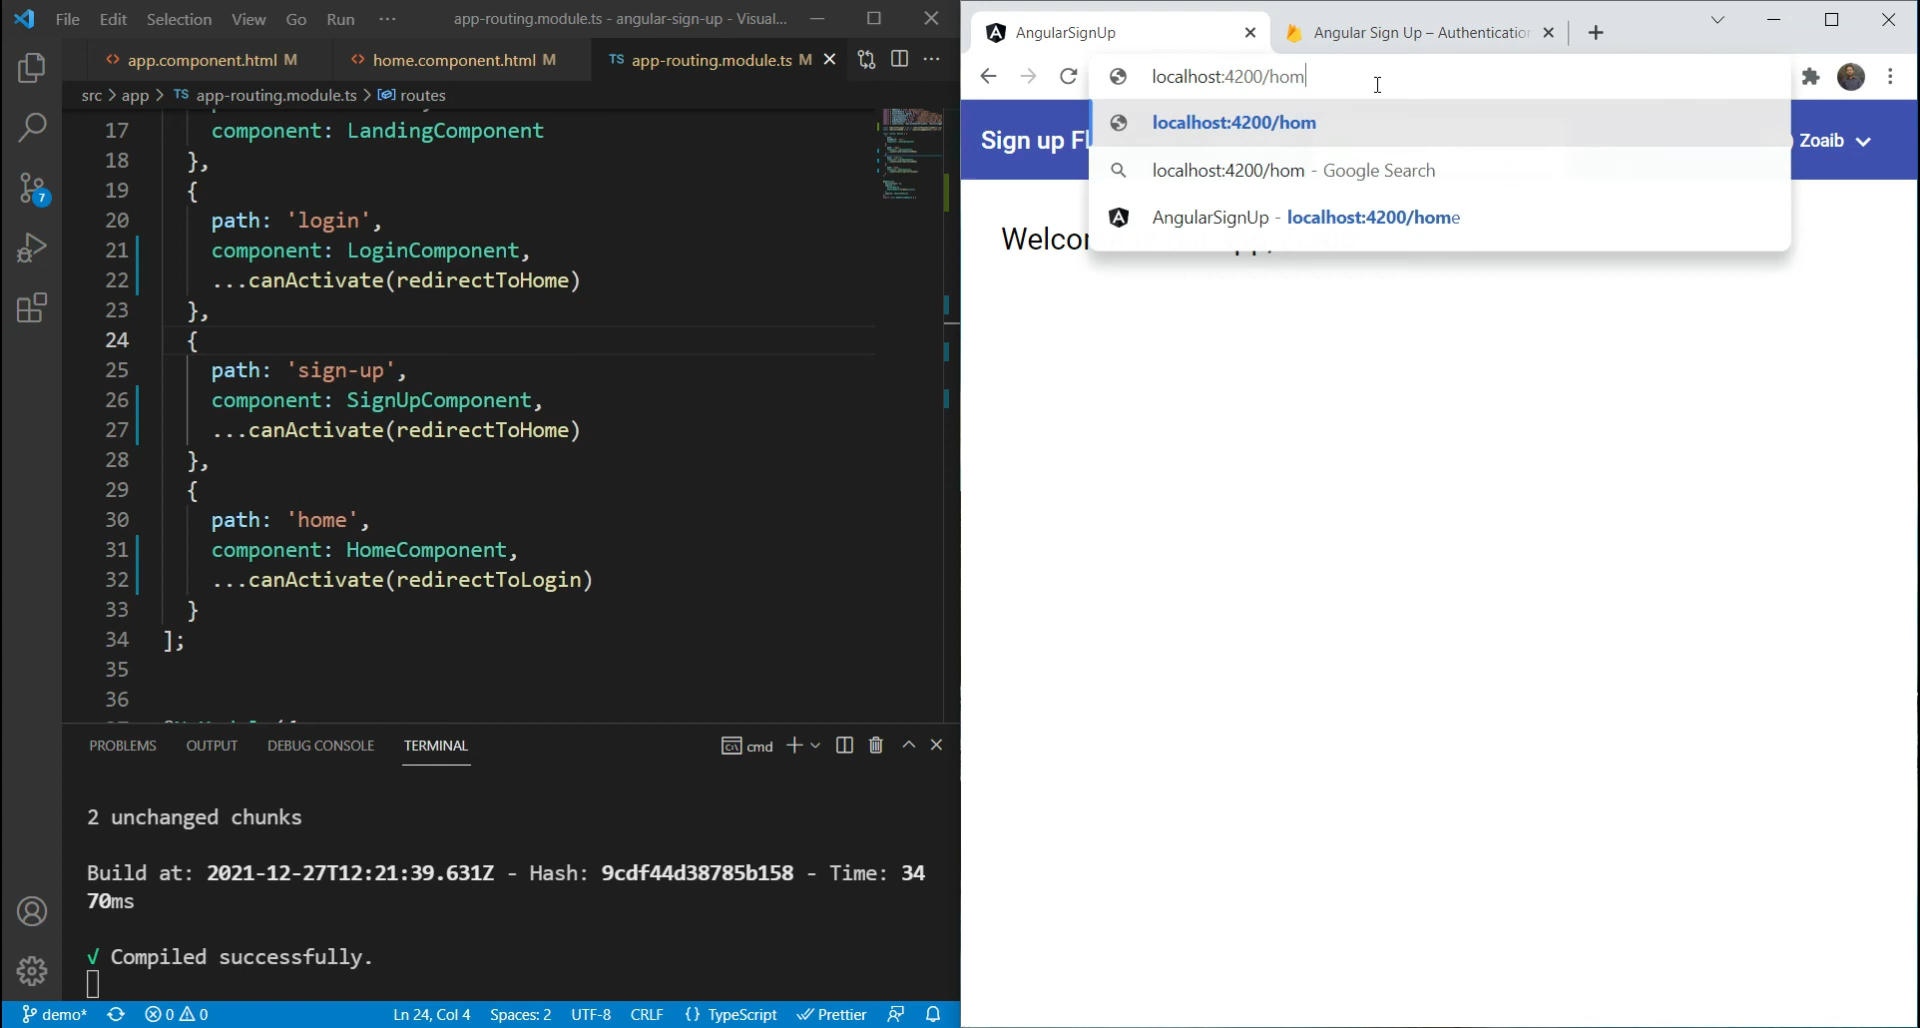 File Edit Selection View Go Run ··· app-routing.module.ts - angular-sign-up - Visual...
app.component.html M home.component.html M TS app-routing.module.ts M
src > app > TS app-routing.module.ts > routes
17 component: LandingComponent
18 },
19 {
20 path: 'login',
21 component: LoginComponent,
22 ...canActivate(redirectToHome)
23 },
24 {
25 path: 'sign-up',
26 component: SignUpComponent,
27 ...canActivate(redirectToHome)
28 },
29 {
30 path: 'home',
31 component: HomeComponent,
32 ...canActivate(redirectToLogin)
33 }
34 ];
35
36
PROBLEMS OUTPUT DEBUG CONSOLE TERMINAL cmd
2 unchanged chunks
Build at: 2021-12-27T12:21:39.631Z - Hash: 9cdf44d38785b158 - Time: 34
70ms
√ Compiled successfully.
7
demo* 0 0 Ln 24, Col 4 Spaces: 2 UTF-8 CRLF {} TypeScript Prettier
AngularSignUp Angular Sign Up – Authentication
localhost:4200/hom
localhost:4200/hom
localhost:4200/hom - Google Search
AngularSignUp - localhost:4200/home
Sign up Zoaib